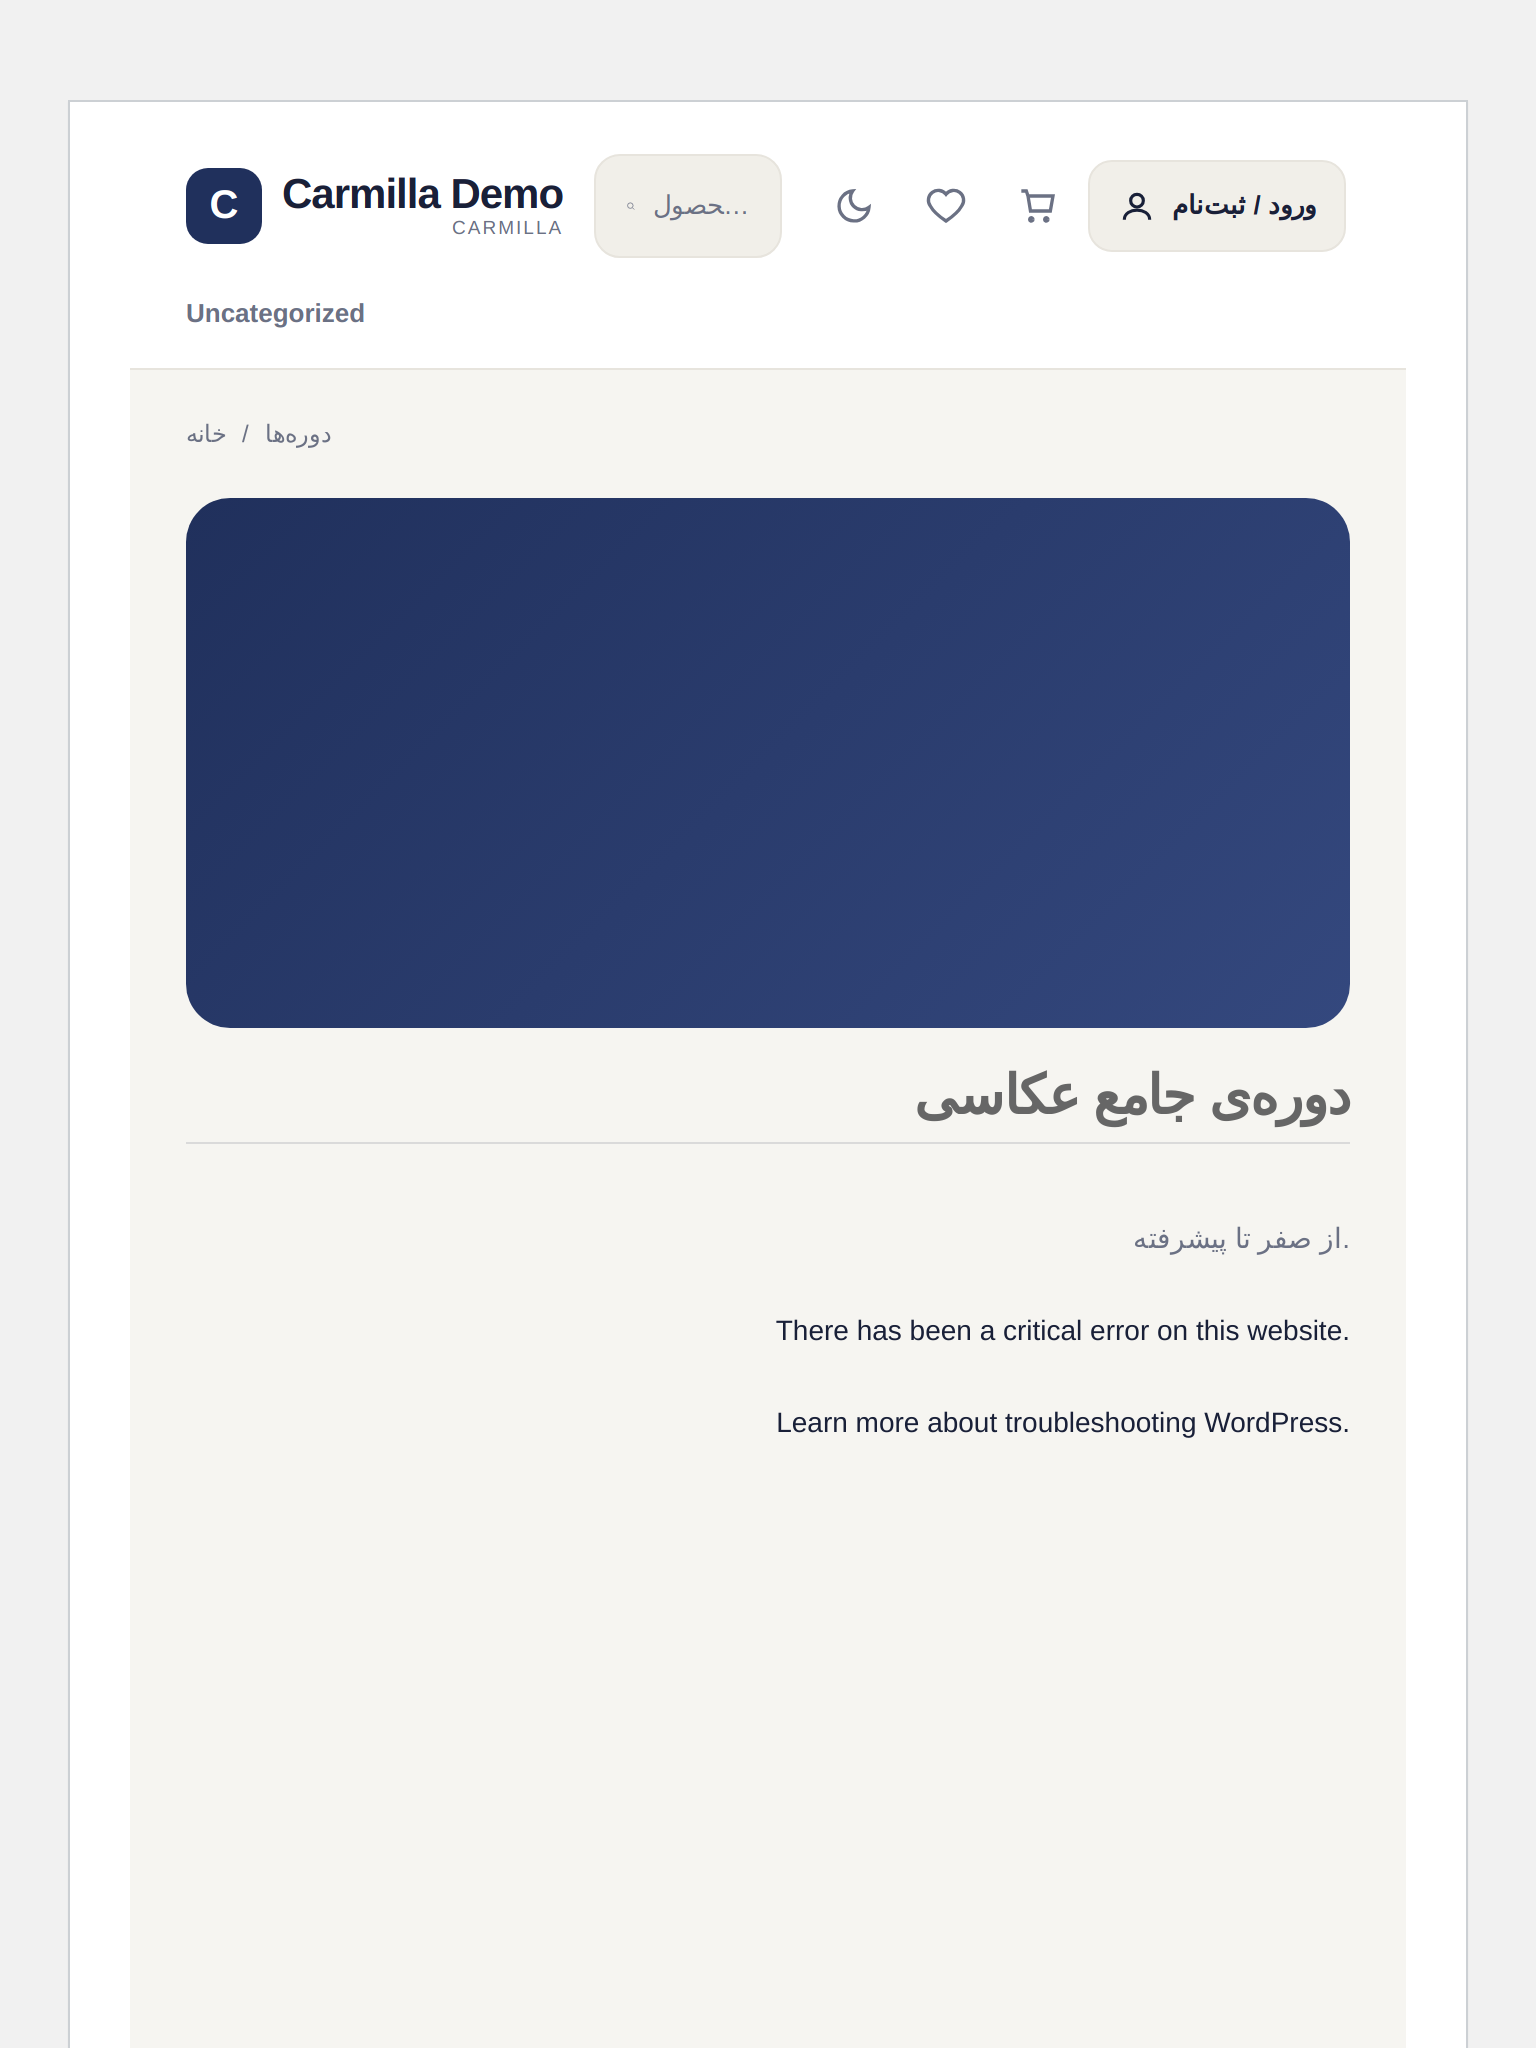 C
Carmilla Demo
CARMILLA
حصول...
ورود / ثبت‌نام
Uncategorized
خانه / دوره‌ها
دوره‌ی جامع عکاسی
از صفر تا پیشرفته.
There has been a critical error on this website.
Learn more about troubleshooting WordPress.